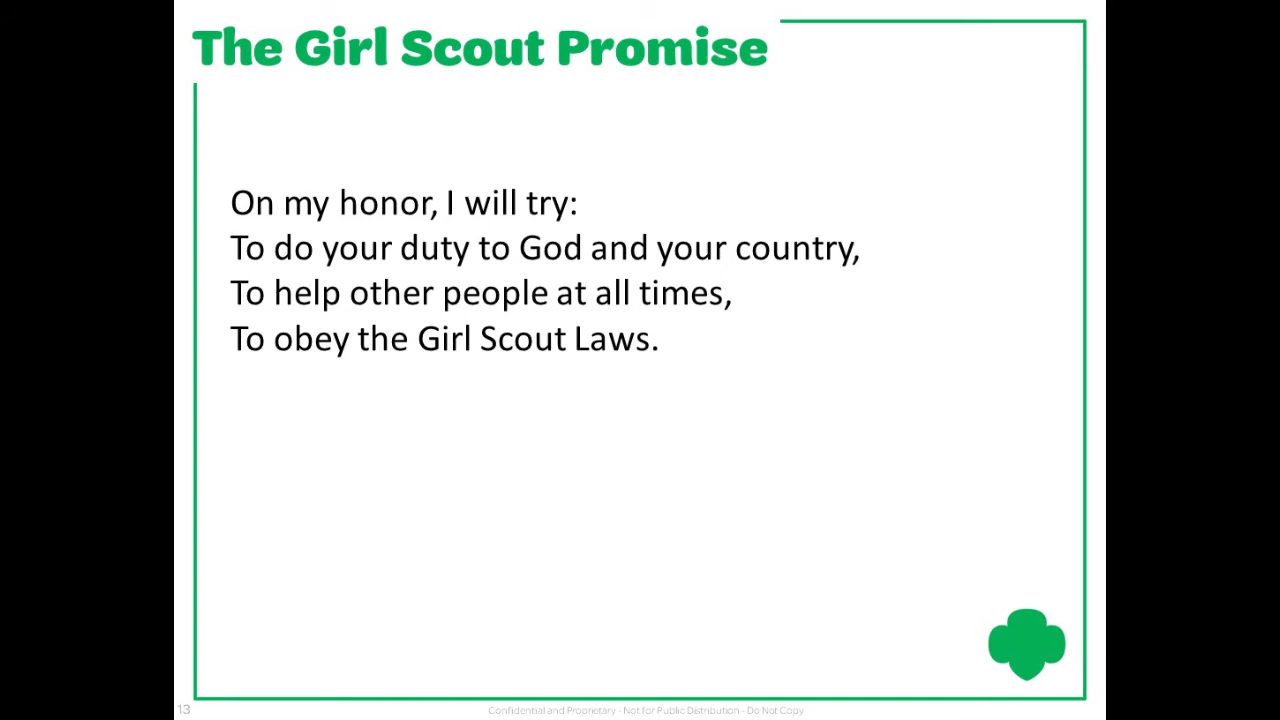 The Girl Scout Promise
On my honor, I will try:
To do your duty to God and your country,
To help other people at all times,
To obey the Girl Scout Laws.
13
Confidential and Proprietary - Not for Public Distribution - Do Not Copy